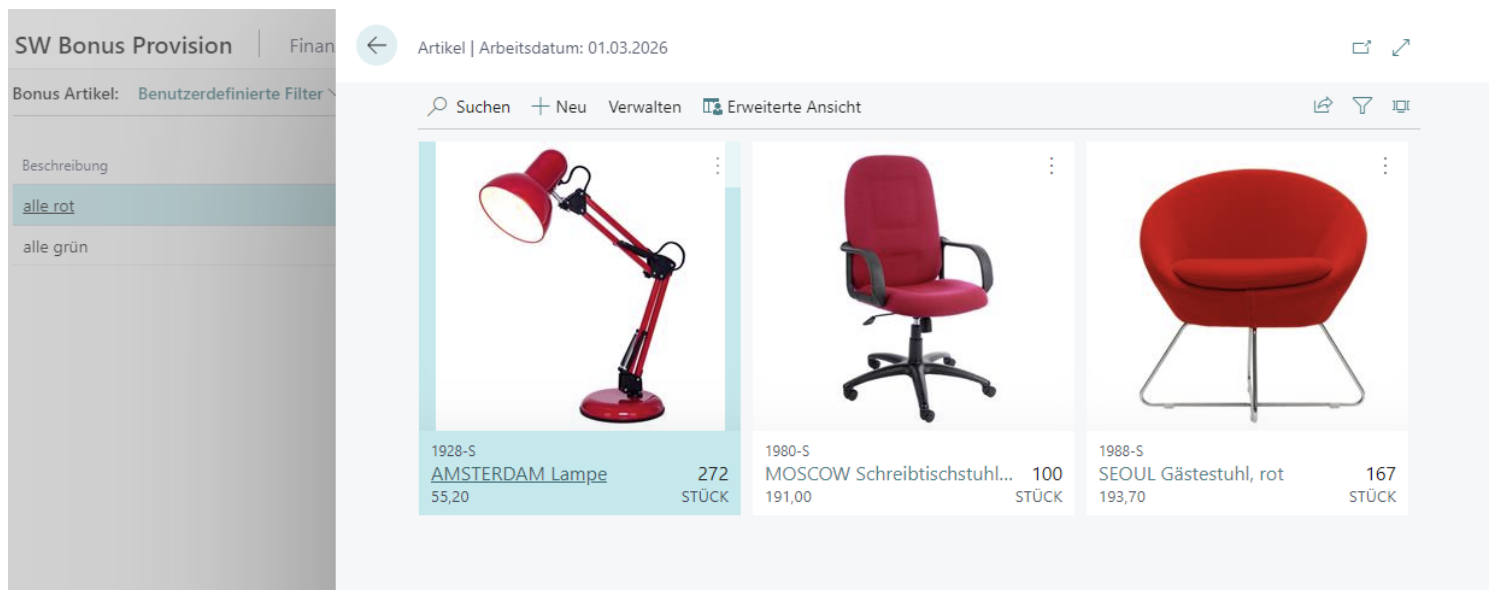 SW Bonus Provision
Finan
Bonus Artikel: Benutzerdefinierte Filter
Beschreibung
alle rot
alle grün
Artikel | Arbeitsdatum: 01.03.2026
Suchen Neu Verwalten Erweiterte Ansicht
1928-S
AMSTERDAM Lampe 272
55,20 STÜCK
1980-S
MOSCOW Schreibtischstuhl... 100
191,00 STÜCK
1988-S
SEOUL Gästestuhl, rot 167
193,70 STÜCK